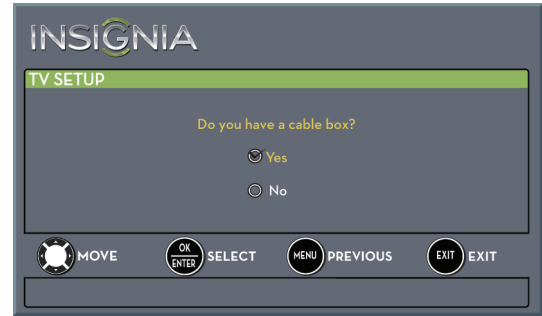 INSIGNIA
TV SETUP
Do you have a cable box?
Yes
No
MOVE OK ENTER SELECT MENU PREVIOUS EXIT EXIT